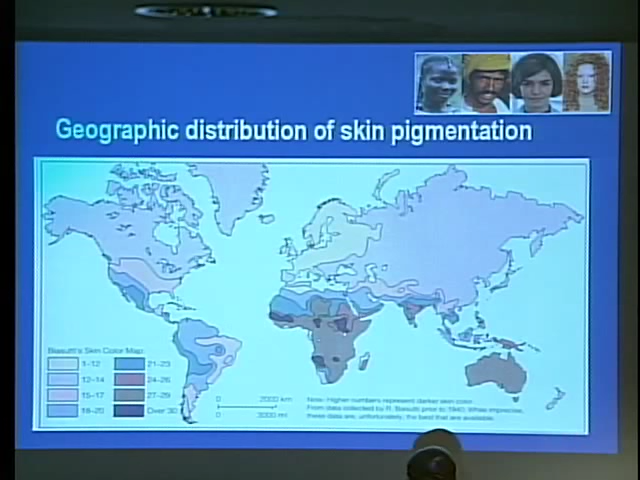 Geographic distribution of skin pigmentation
Biasutti's Skin Color Map
1-12
21-23
12-14
24-26
15-17
27-29
18-20
Over 30
0 2000 km
0 3000 mi
Note: Higher numbers represent darker skin color.
From data collected by R. Biasutti prior to 1940. While imprecise,
these data are, unfortunately, the best that are available.